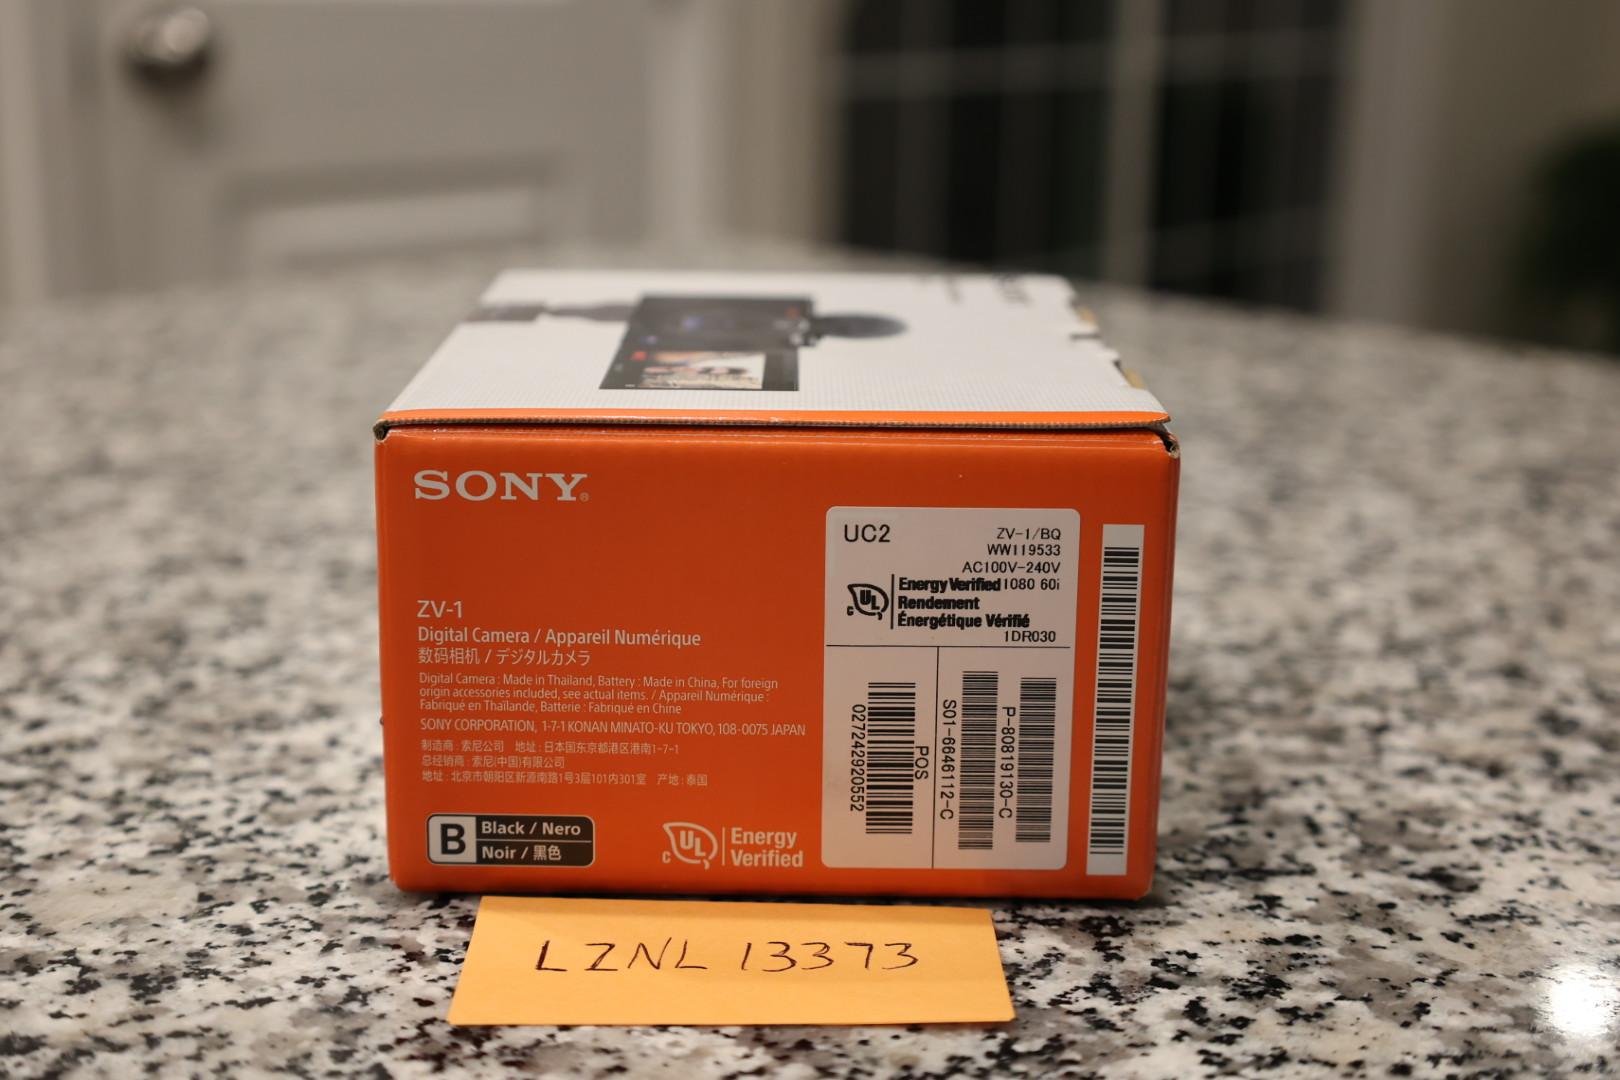 SONY®
ZV-1
Digital Camera / Appareil Numérique
数码相机 / デジタルカメラ
Digital Camera : Made in Thailand, Battery : Made in China, For foreign
origin accessories included, see actual items. / Appareil Numérique :
Fabriqué en Thaïlande, Batterie : Fabriqué en Chine
SONY CORPORATION, 1-7-1 KONAN MINATO-KU TOKYO, 108-0075 JAPAN
制造商 : 索尼公司 地址 : 日本国东京都港区港南1-7-1
总经销商 : 索尼(中国)有限公司
地址 : 北京市朝阳区新源南路1号3层101内301室 产地 : 泰国
B Black / Nero
Noir / 黑色
c UL Energy
Verified
UC2
ZV-1/BQ
WW119533
AC100V-240V
c UL Energy Verified 1080 60i
Rendement
Énergétique Vérifié
1DR030
POS
027242920552
S01-6646112-C
P-80819130-C
LZNL 13373